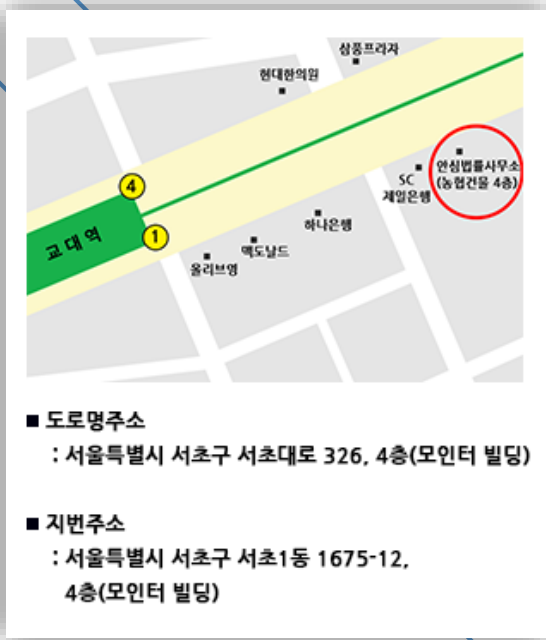 삼풍프라자
현대한의원
안심법률사무소
(농협건물 4층)
SC
제일은행
4
하나은행
교대역
1
맥도날드
올리브영
■ 도로명주소
: 서울특별시 서초구 서초대로 326, 4층(모인터 빌딩)
■ 지번주소
: 서울특별시 서초구 서초1동 1675-12,
4층(모인터 빌딩)